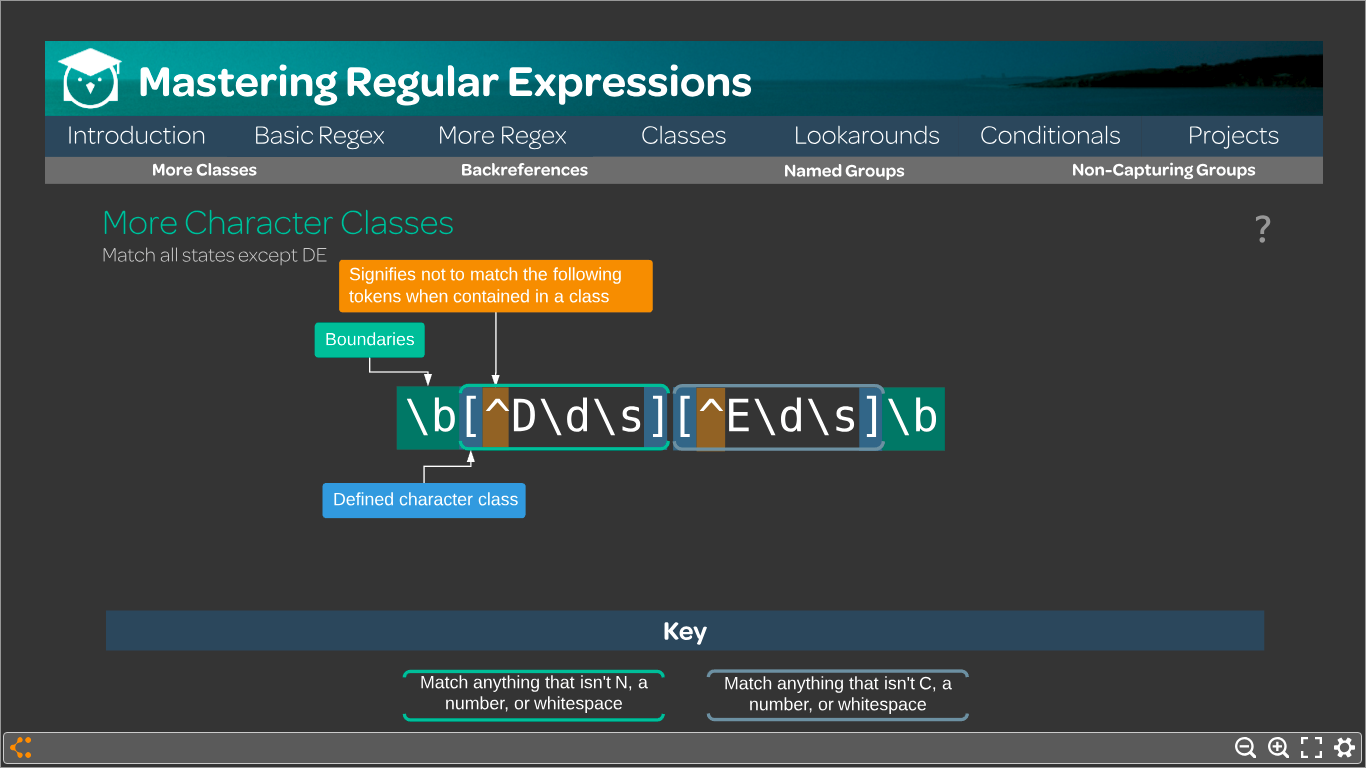 Mastering Regular Expressions
Introduction Basic Regex More Regex Classes Lookarounds Conditionals Projects
More Classes Backreferences Named Groups Non-Capturing Groups
More Character Classes
?
Match all states except DE
Signifies not to match the following
tokens when contained in a class
Boundaries
\b[^D\d\s][^E\d\s]\b
Defined character class
Key
Match anything that isn't N, a
number, or whitespace
Match anything that isn't C, a
number, or whitespace